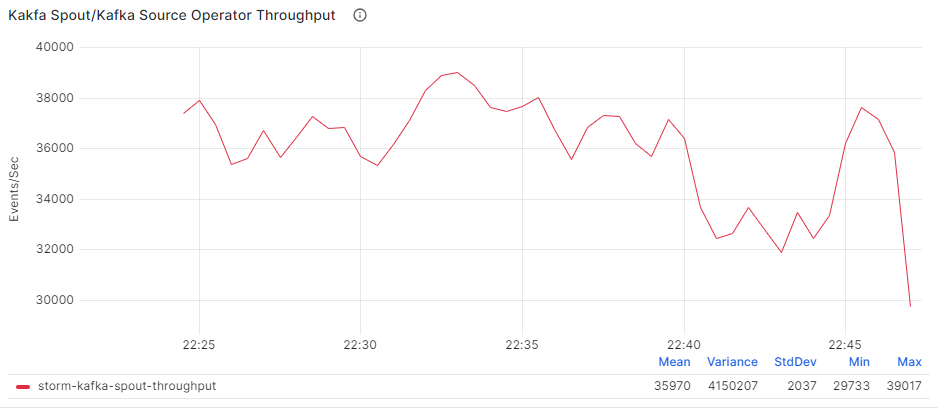 Kakfa Spout/Kafka Source Operator Throughput
40000
38000
36000
34000
32000
30000
Events/Sec
22:25 22:30 22:35 22:40 22:45
Mean Variance StdDev Min Max
storm-kafka-spout-throughput 35970 4150207 2037 29733 39017